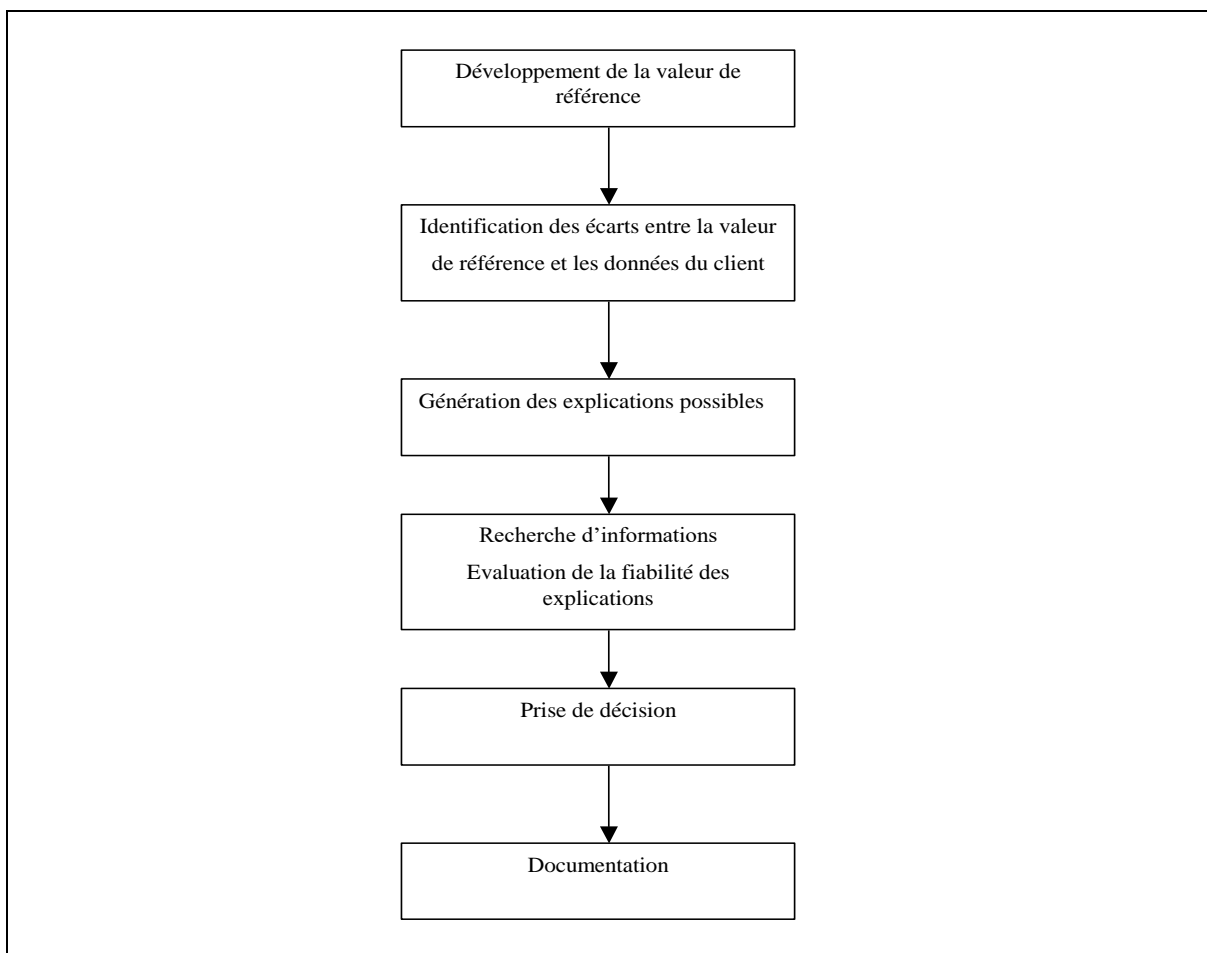 Développement de la valeur de
référence
Identification des écarts entre la valeur
de référence et les données du client
Génération des explications possibles
Recherche d’informations
Evaluation de la fiabilité des
explications
Prise de décision
Documentation